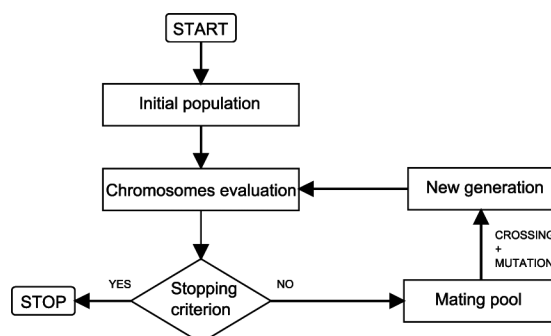 START
Initial population
Chromosomes evaluation
New generation
CROSSING
+
MUTATION
YES
Stopping
criterion
NO
STOP
Mating pool